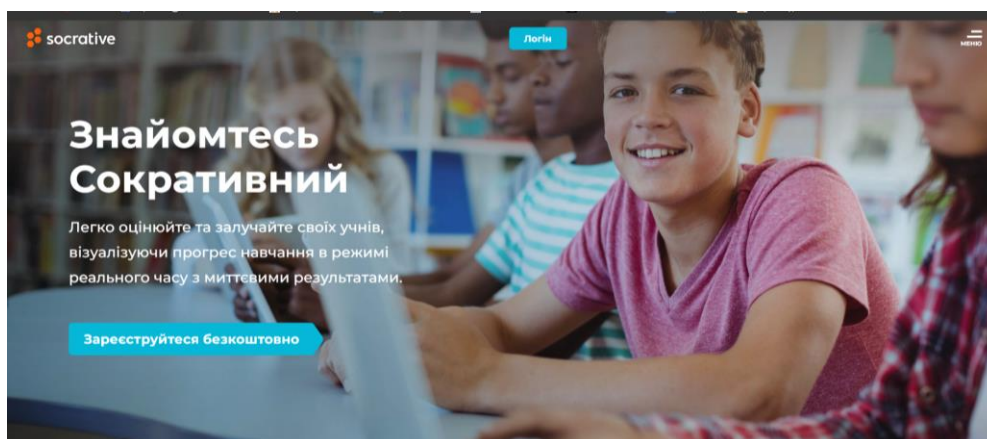 socrative
Логін
МЕНЮ
Знайомтесь
Сокративний
Легко оцінюйте та залучайте своїх учнів,
візуалізуючи прогрес навчання в режимі
реального часу з миттєвими результатами.
Зареєструйтеся безкоштовно